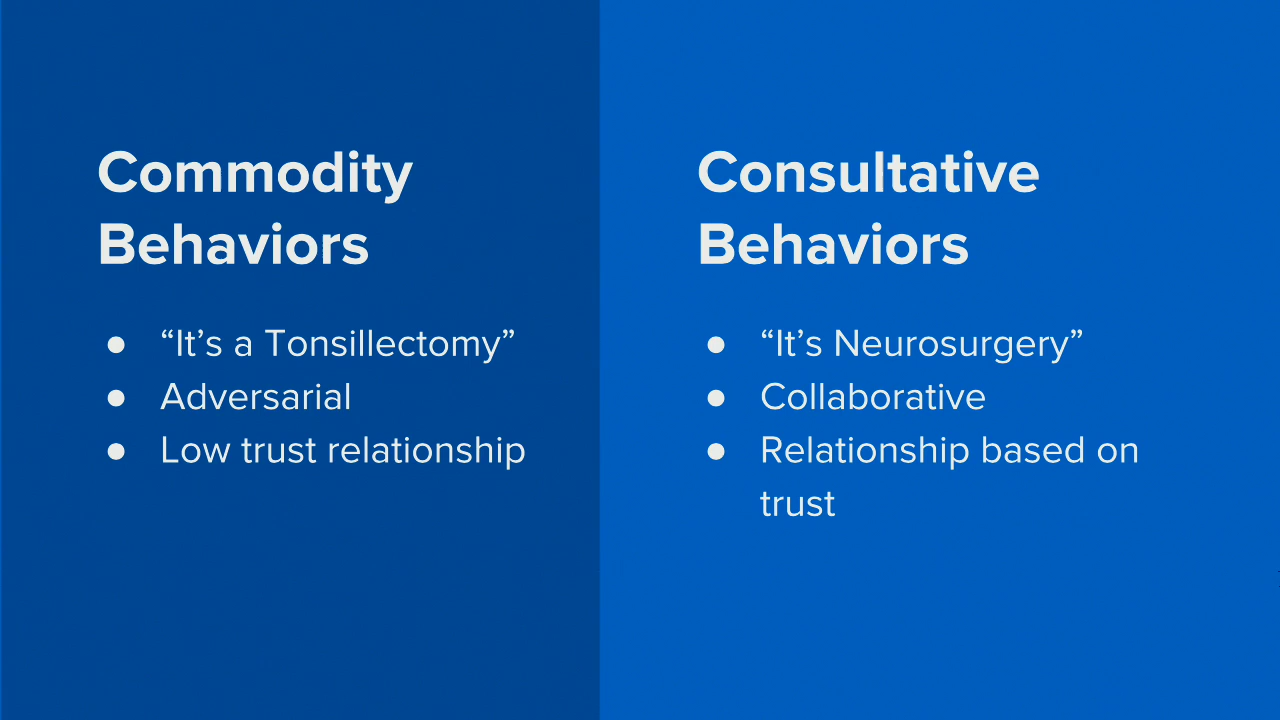 Commodity
Behaviors
● “It’s a Tonsillectomy”
● Adversarial
● Low trust relationship
Consultative
Behaviors
● “It’s Neurosurgery”
● Collaborative
● Relationship based on
trust